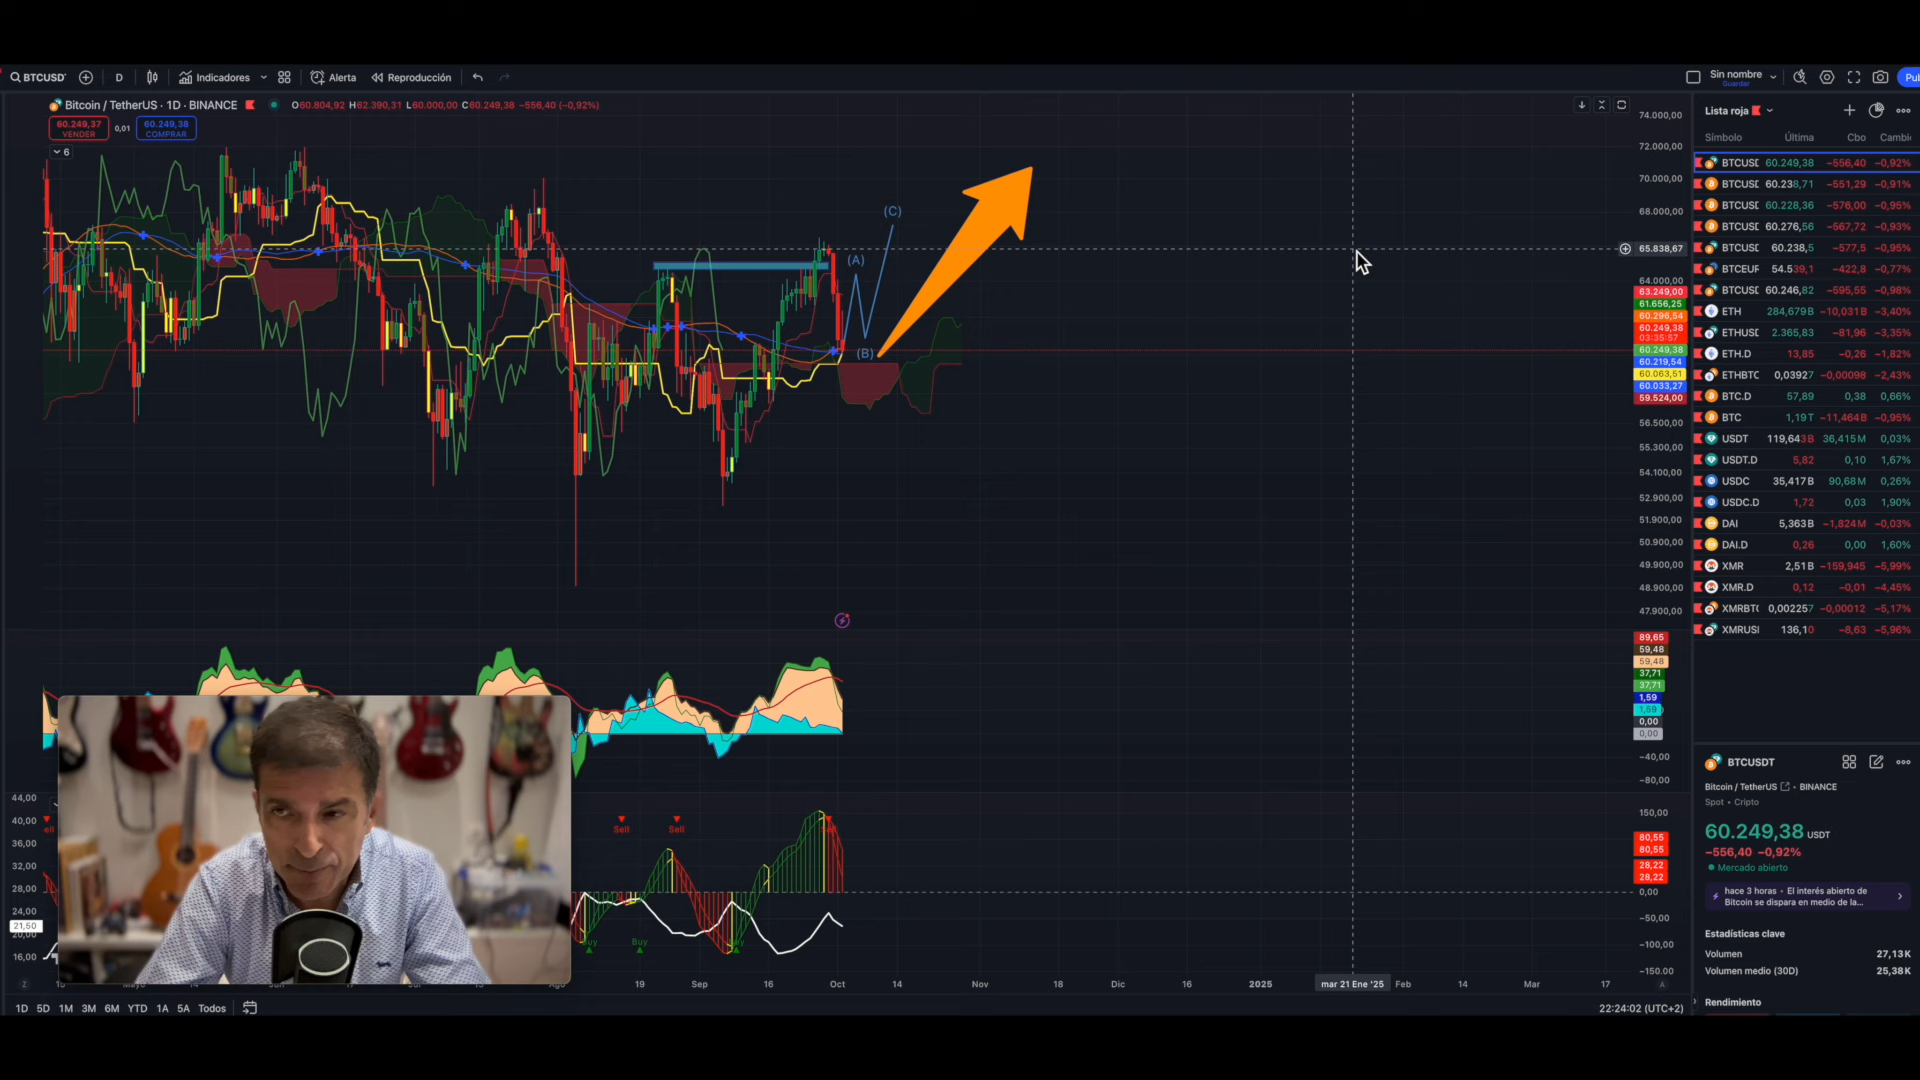 BTCUSD
D
Indicadores
Alerta
Reproducción
Sin nombre
Guardar
Bitcoin / TetherUS · 1D · BINANCE
O60.804,92 H62.390,31 L60.000,00 C60.249,38 −556,40 (−0,92%)
60.249,37
VENDER
0,01
60.249,38
COMPRAR
6
(A)
(B)
(C)
74.000,00
72.000,00
70.000,00
68.000,00
65.838,67
64.000,00
63.249,00
61.656,25
60.296,54
60.249,38
03:35:57
60.249,38
60.219,54
60.063,51
60.033,27
59.524,00
56.500,00
55.300,00
54.100,00
52.900,00
51.900,00
50.900,00
49.900,00
48.900,00
47.900,00
89,65
59,48
59,48
37,71
37,71
1,59
1,59
0,00
0,00
−40,00
−80,00
44,00
40,00
36,00
32,00
28,00
24,00
21,50
20,00
16,00
Sell
Sell
Buy
150,00
80,55
80,55
28,22
28,22
0,00
−50,00
−100,00
−150.00
19
Sep
16
Oct
14
Nov
18
Dic
16
2025
mar 21 Ene '25
Feb
14
Mar
17
1D 5D 1M 3M 6M YTD 1A 5A Todos
22:24:02 (UTC+2)
Lista roja
Símbolo Última Cbo
BTCUSD 60.249,38 −556,40 −0,92%
BTCUSD 60.238,71 −551,29 −0,91%
BTCUSD 60.228,36 −576,00 −0,95%
BTCUSD 60.276,56 −567,72 −0,93%
BTCUSD 60.238,5 −577,5 −0,95%
BTCEUR 54.539,1 −422,8 −0,77%
BTCUSD 60.246,82 −595,55 −0,98%
ETH 284,679B −10,031B −3,40%
ETHUSD 2.365,83 −81,96 −3,35%
ETH.D 13,85 −0,26 −1,82%
ETHBTC 0,03927 −0,00098 −2,43%
BTC.D 57,89 0,38 0,66%
BTC 1,19T −11,464B −0,95%
USDT 119,643B 36,415M 0,03%
USDT.D 5,82 0,10 1,67%
USDC 35,417B 90,68M 0,26%
USDC.D 1,72 0,03 1,90%
DAI 5,363B −1,824M −0,03%
DAI.D 0,26 0,00 1,60%
XMR 2,51B −159,945 −5,99%
XMR.D 0,12 −0,01 −4,45%
XMRBT 0,002257 −0,00012 −5,17%
XMRUSI 136,10 −8,63 −5,96%
BTCUSDT
Bitcoin / TetherUS • BINANCE
Spot • Cripto
60.249,38 USDT
−556,40 −0,92%
Mercado abierto
hace 3 horas • El interés abierto de
Bitcoin se dispara en medio de la...
Estadísticas clave
Volumen 27,13K
Volumen medio (30D) 25,38K
Rendimiento